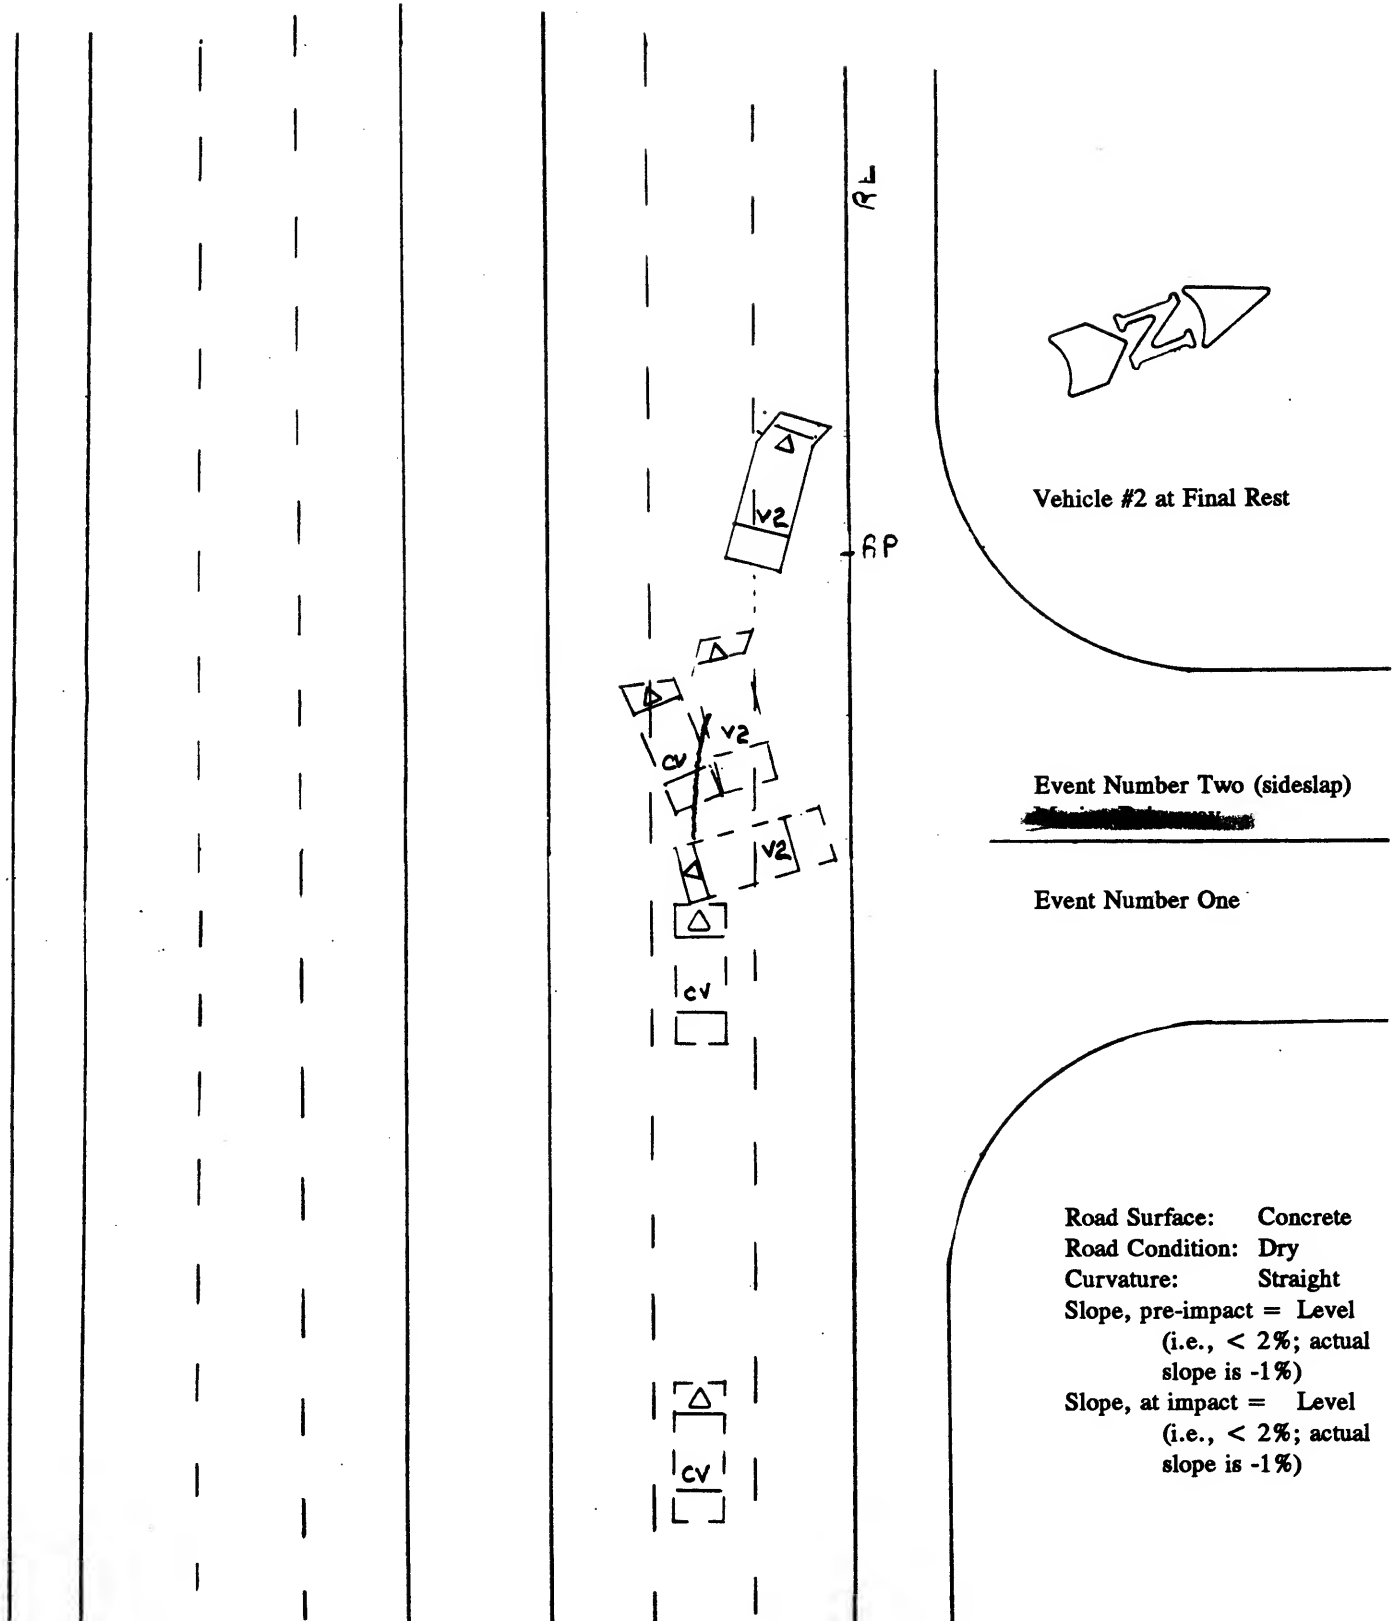 RL
N
V2
Vehicle #2 at Final Rest
RP
V2
CV
Event Number Two (sideslap)
V2
Event Number One
CV
Road Surface: Concrete
Road Condition: Dry
Curvature: Straight
Slope, pre-impact = Level
(i.e., < 2%; actual
slope is -1%)
Slope, at impact = Level
(i.e., < 2%; actual
slope is -1%)
CV